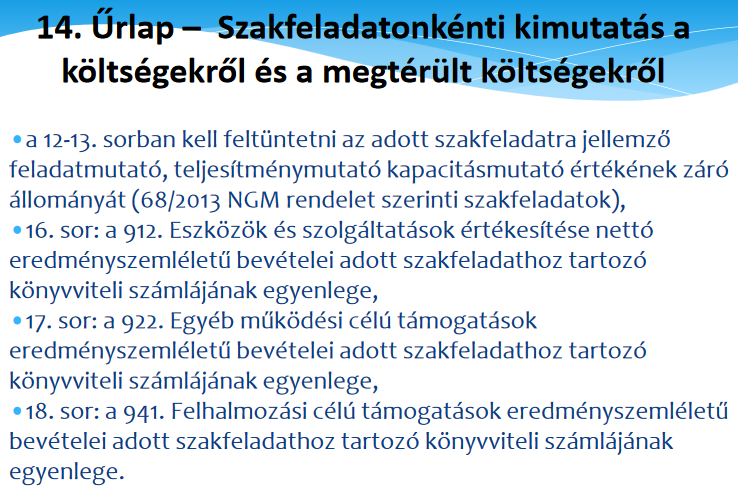 14. Űrlap – Szakfeladatonkénti kimutatás a
költségekről és a megtérült költségekről
•a 12-13. sorban kell feltüntetni az adott szakfeladatra jellemző
feladatmutató, teljesítménymutató kapacitásmutató értékének záró
állományát (68/2013 NGM rendelet szerinti szakfeladatok),
•16. sor: a 912. Eszközök és szolgáltatások értékesítése nettó
eredményszemléletű bevételei adott szakfeladathoz tartozó
könyvviteli számlájának egyenlege,
•17. sor: a 922. Egyéb működési célú támogatások
eredményszemléletű bevételei adott szakfeladathoz tartozó
könyvviteli számlájának egyenlege,
•18. sor: a 941. Felhalmozási célú támogatások eredményszemléletű
bevételei adott szakfeladathoz tartozó könyvviteli számlájának
egyenlege.